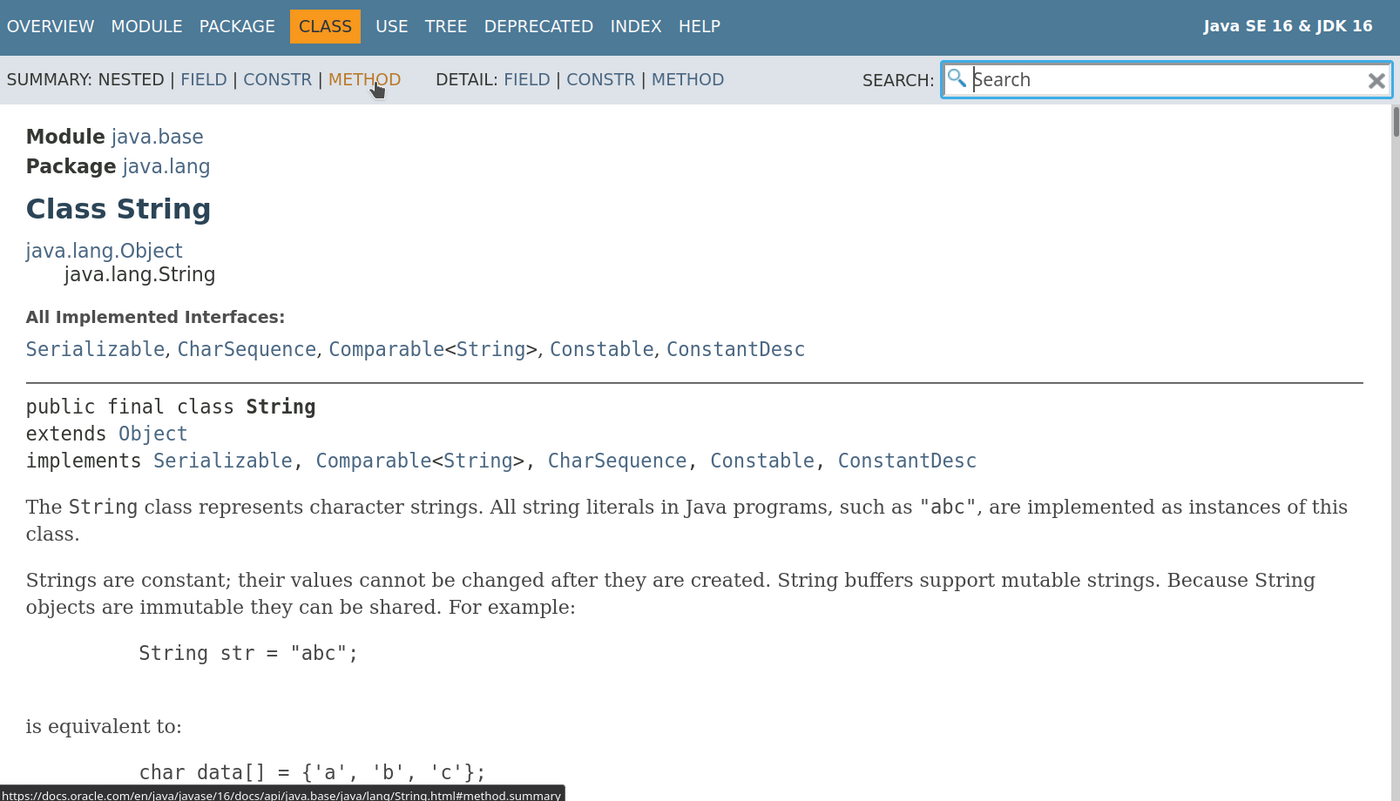 OVERVIEW MODULE PACKAGE CLASS USE TREE DEPRECATED INDEX HELP Java SE 16 & JDK 16
SUMMARY: NESTED | FIELD | CONSTR | METHOD DETAIL: FIELD | CONSTR | METHOD SEARCH: Search
Module java.base
Package java.lang
Class String
java.lang.Object
java.lang.String
All Implemented Interfaces:
Serializable, CharSequence, Comparable<String>, Constable, ConstantDesc
public final class String
extends Object
implements Serializable, Comparable<String>, CharSequence, Constable, ConstantDesc
The String class represents character strings. All string literals in Java programs, such as "abc", are implemented as instances of this
class.
Strings are constant; their values cannot be changed after they are created. String buffers support mutable strings. Because String
objects are immutable they can be shared. For example:
String str = "abc";
is equivalent to:
char data[] = {'a', 'b', 'c'};
https://docs.oracle.com/en/java/javase/16/docs/api/java.base/java/lang/String.html#method.summary